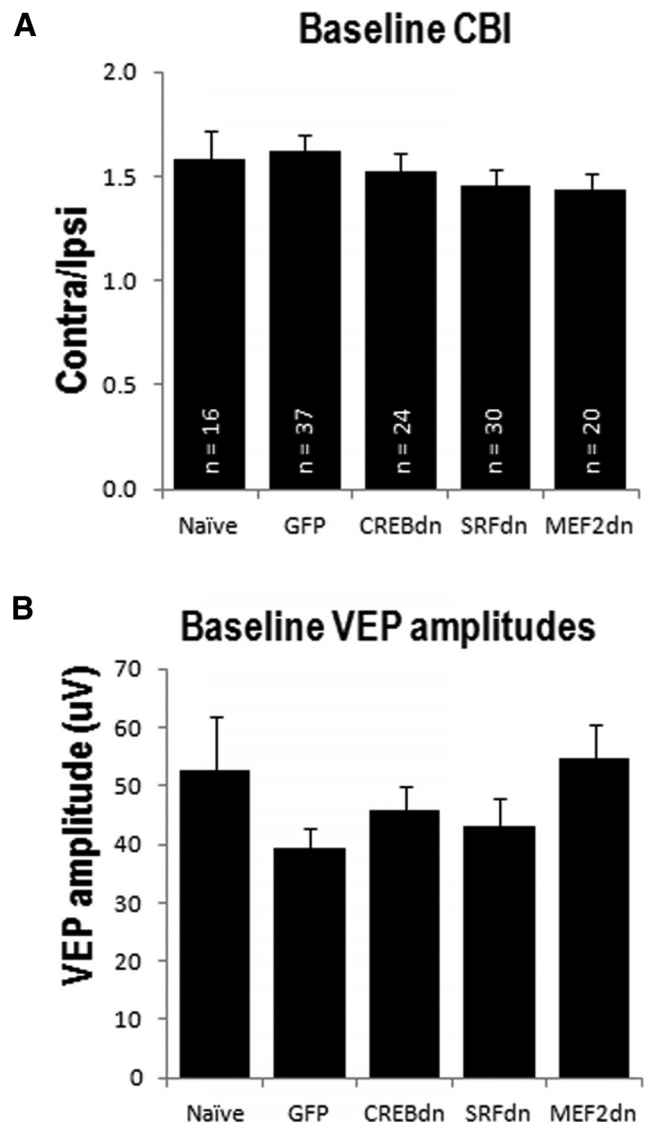 A
Baseline CBI
Contra/Ipsi
2.0
1.5
1.0
0.5
0.0
n = 16
n = 37
n = 24
n = 30
n = 20
Naïve GFP CREBdn SRFdn MEF2dn
B
Baseline VEP amplitudes
VEP amplitude (uV)
70
60
50
40
30
20
10
0
Naïve GFP CREBdn SRFdn MEF2dn